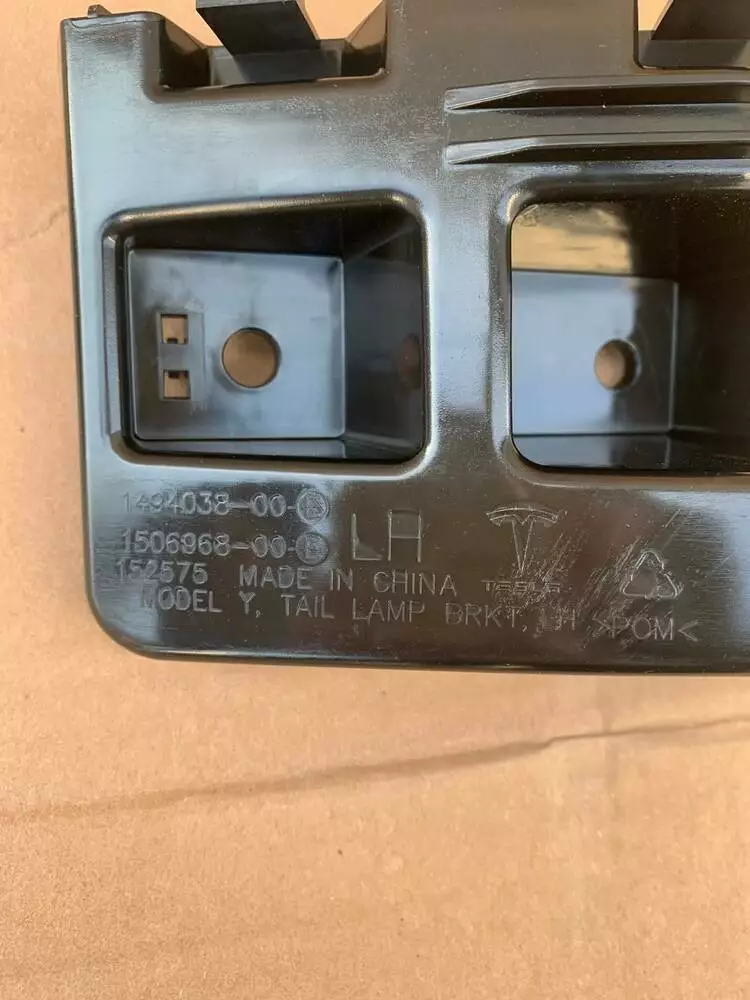 1494038-00-
1506968-00-B
LH
TESLA
152575 MADE IN CHINA
MODEL Y, TAIL LAMP BRKT, LH >POM<